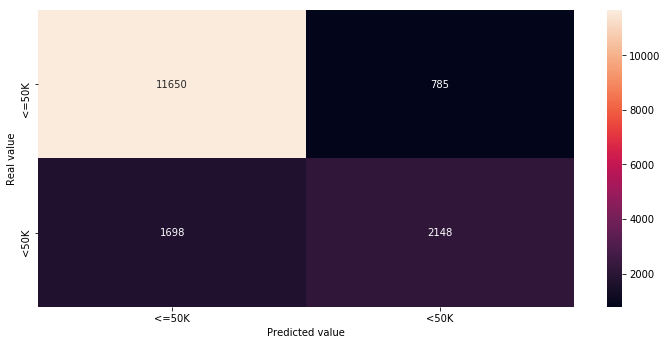 <=50K
11650
785
Real value
<50K
1698
2148
<=50K
<50K
Predicted value
10000
8000
6000
4000
2000